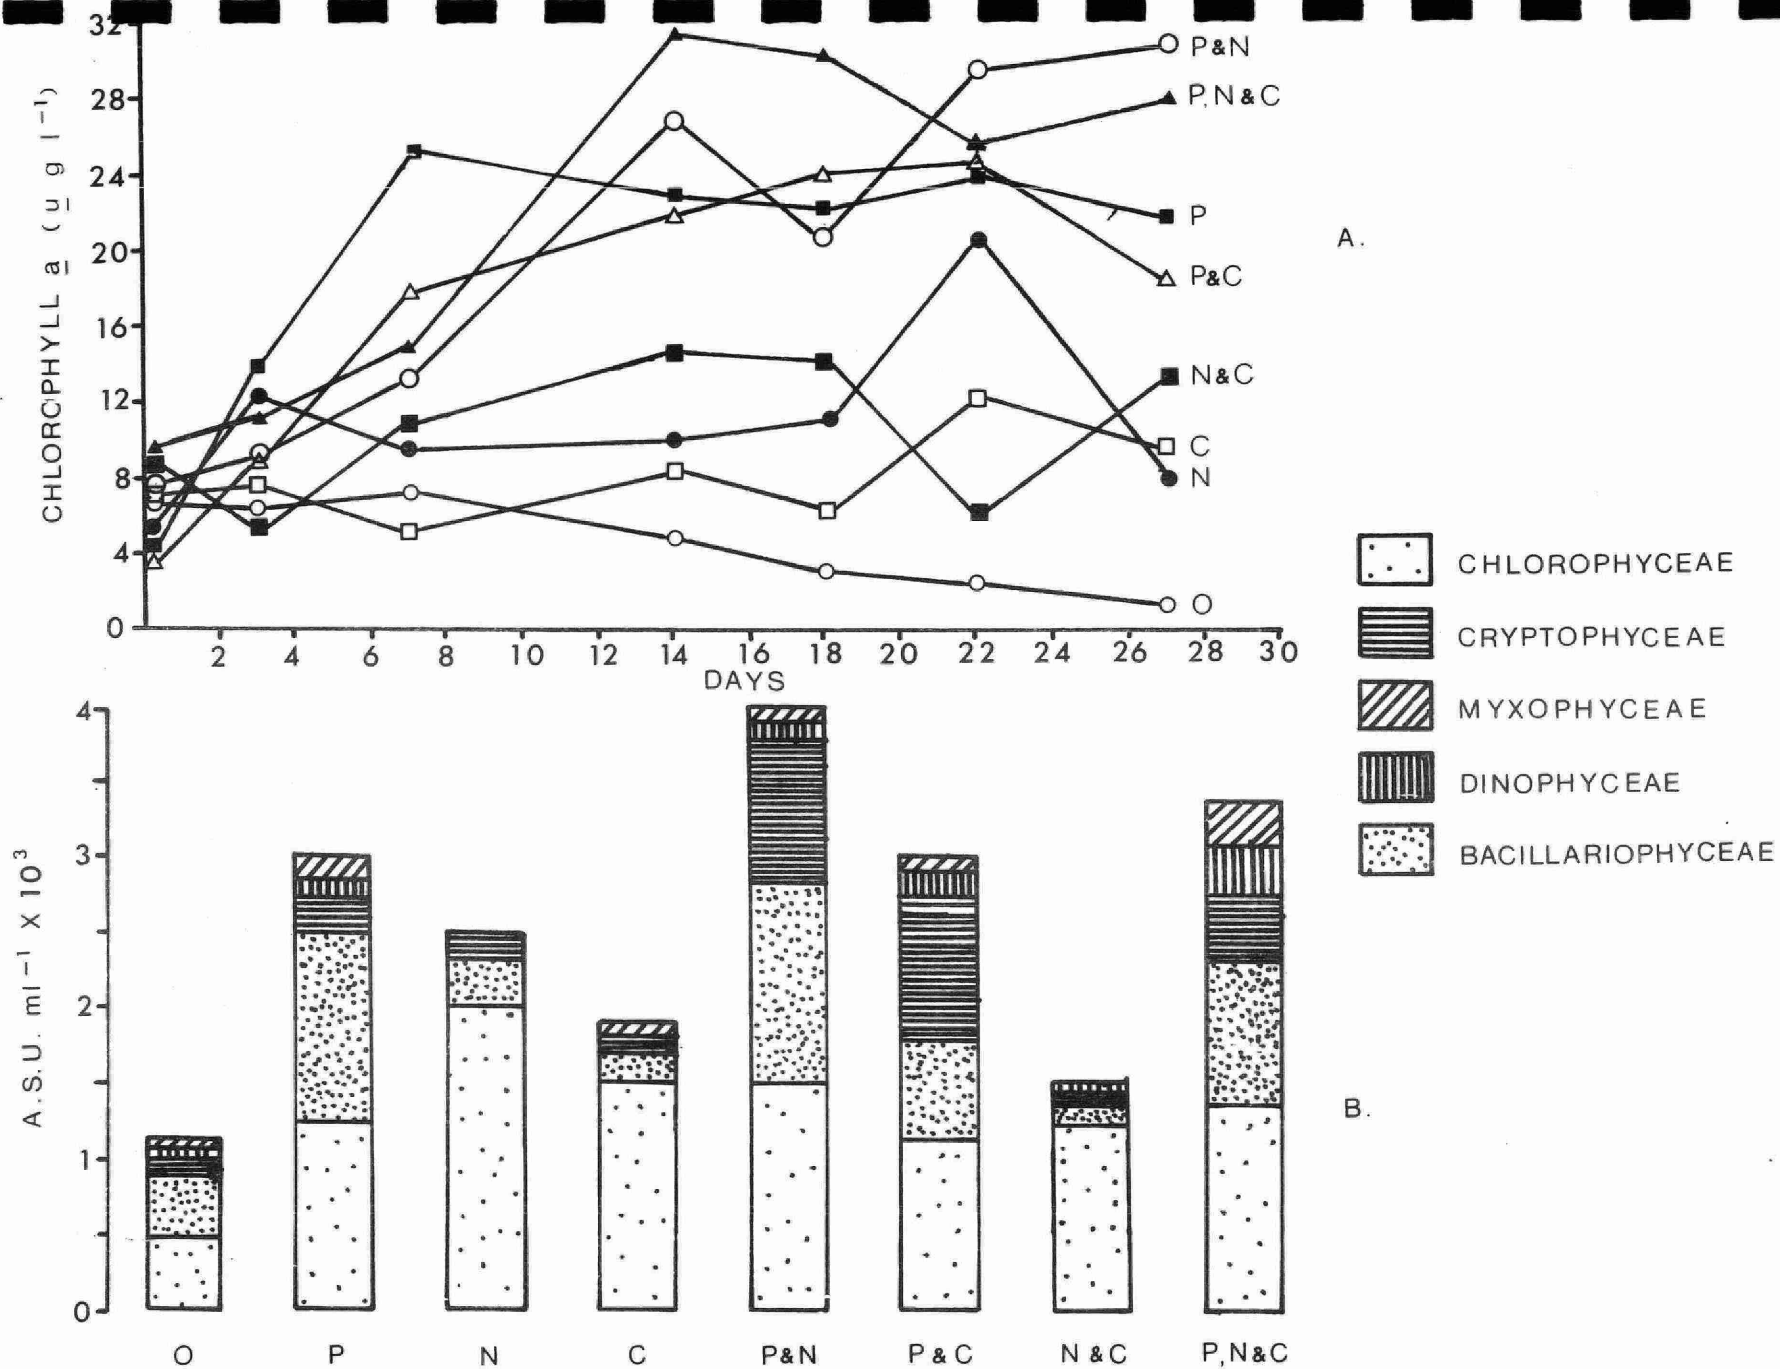 CHLOROPHYLL a (u g l⁻¹)
32
28
24
20
16
12
8
4
0
2 4 6 8 10 12 14 16 18 20 22 24 26 28 30
DAYS
P&N
P,N&C
P
P&C
N&C
C
N
O
A.
CHLOROPHYCEAE
CRYPTOPHYCEAE
MYXOPHYCEAE
DINOPHYCEAE
BACILLARIOPHYCEAE
A.S.U. ml⁻¹ X 10³
4
3
2
1
0
O P N C P&N P&C N&C P,N&C
B.